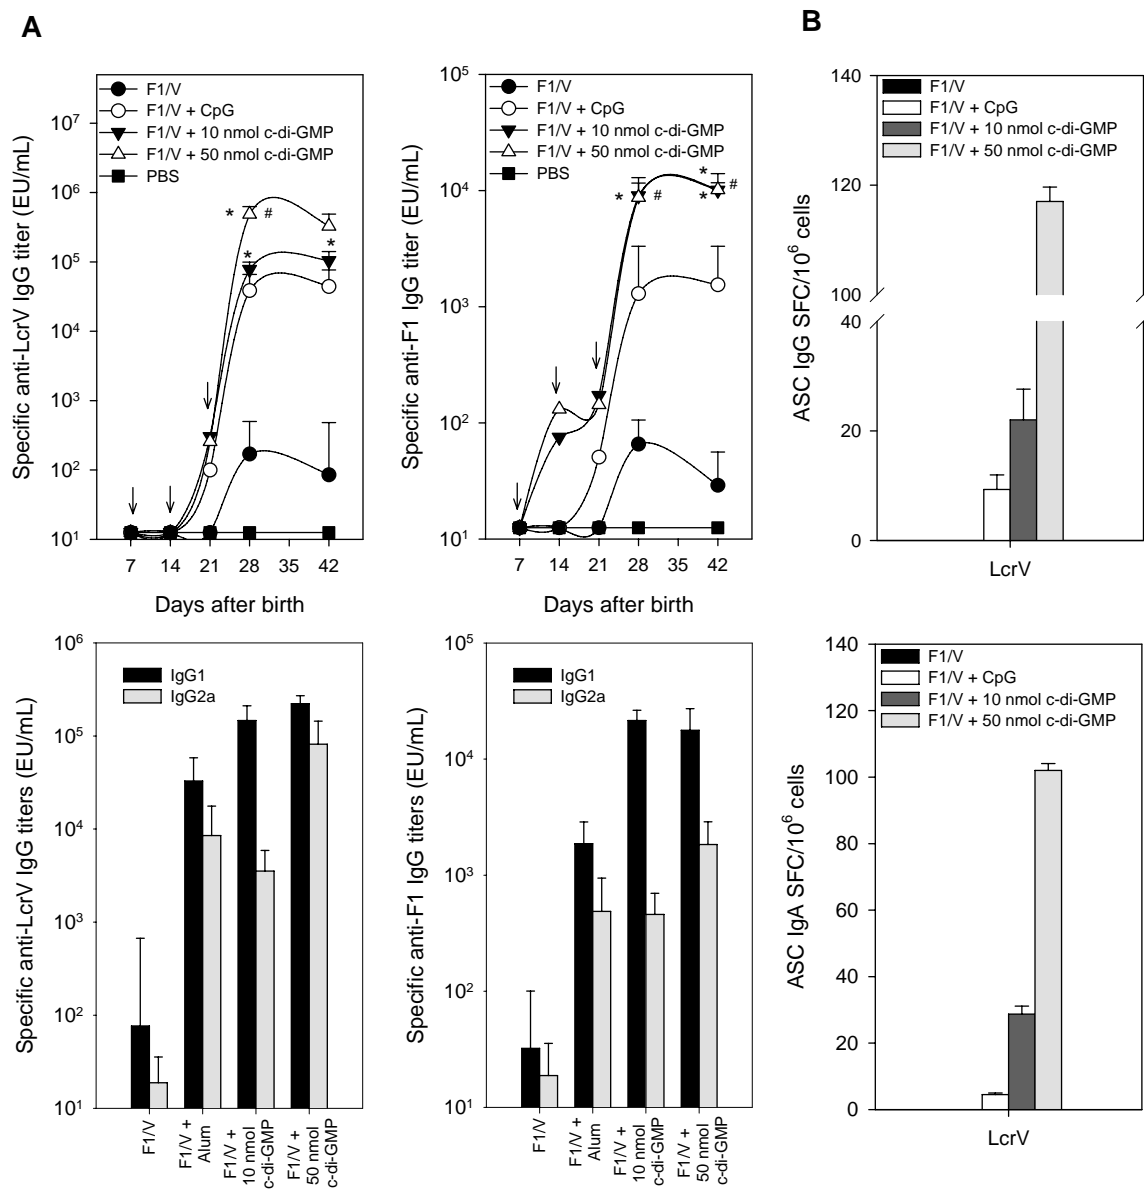 A
Specific anti-LcrV IgG titer (EU/mL)
10^7
10^6
10^5
10^4
10^3
10^2
10^1
F1/V
F1/V + CpG
F1/V + 10 nmol c-di-GMP
F1/V + 50 nmol c-di-GMP
PBS
* #
*
*
7 14 21 28 35 42
Days after birth
Specific anti-F1 IgG titer (EU/mL)
10^5
10^4
10^3
10^2
10^1
F1/V
F1/V + CpG
F1/V + 10 nmol c-di-GMP
F1/V + 50 nmol c-di-GMP
PBS
* #
*
* #
7 14 21 28 35 42
Days after birth
B
ASC IgG SFC/10^6 cells
140
120
100
40
20
0
F1/V
F1/V + CpG
F1/V + 10 nmol c-di-GMP
F1/V + 50 nmol c-di-GMP
LcrV
Specific anti-LcrV IgG titers (EU/mL)
10^6
10^5
10^4
10^3
10^2
10^1
IgG1
IgG2a
F1/V
F1/V +
Alum
F1/V +
10 nmol
c-di-GMP
F1/V +
50 nmol
c-di-GMP
Specific anti-F1 IgG titers (EU/mL)
10^5
10^4
10^3
10^2
10^1
IgG1
IgG2a
F1/V
F1/V +
Alum
F1/V +
10 nmol
c-di-GMP
F1/V +
50 nmol
c-di-GMP
ASC IgA SFC/10^6 cells
140
120
100
80
60
40
20
0
F1/V
F1/V + CpG
F1/V + 10 nmol c-di-GMP
F1/V + 50 nmol c-di-GMP
LcrV